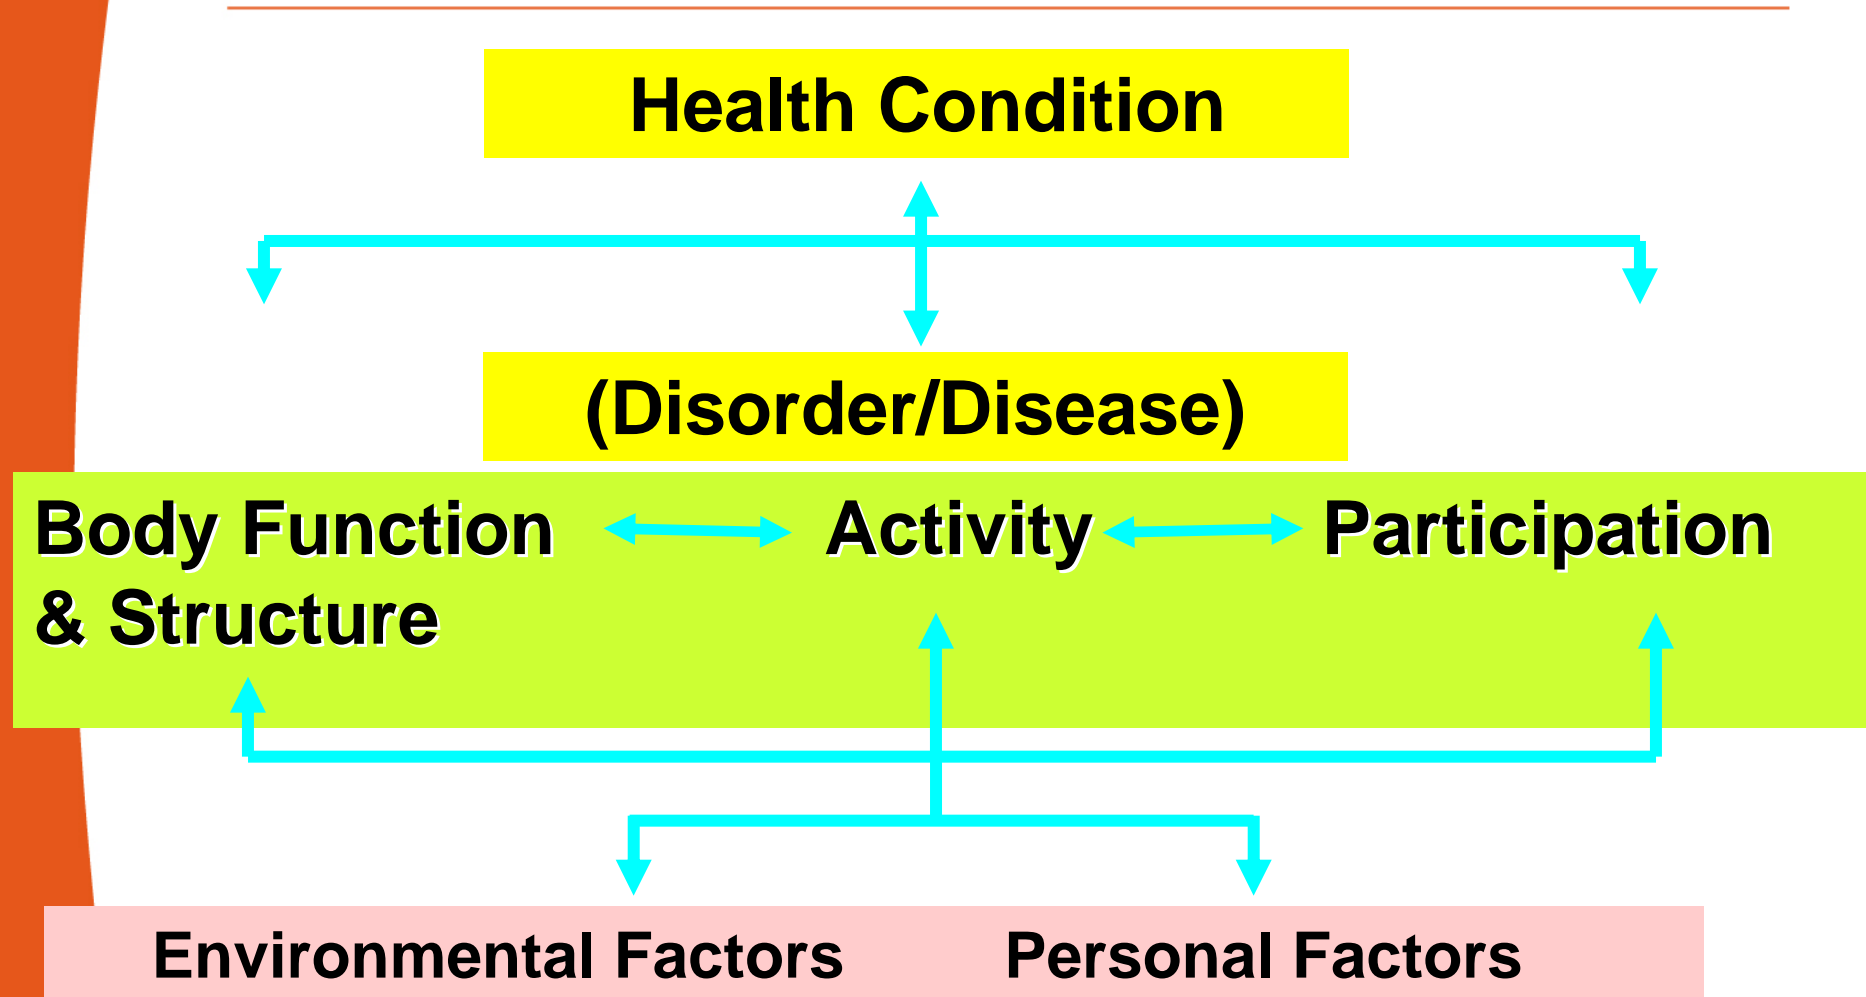 Health Condition
(Disorder/Disease)
Body Function Activity Participation
& Structure
Environmental Factors Personal Factors